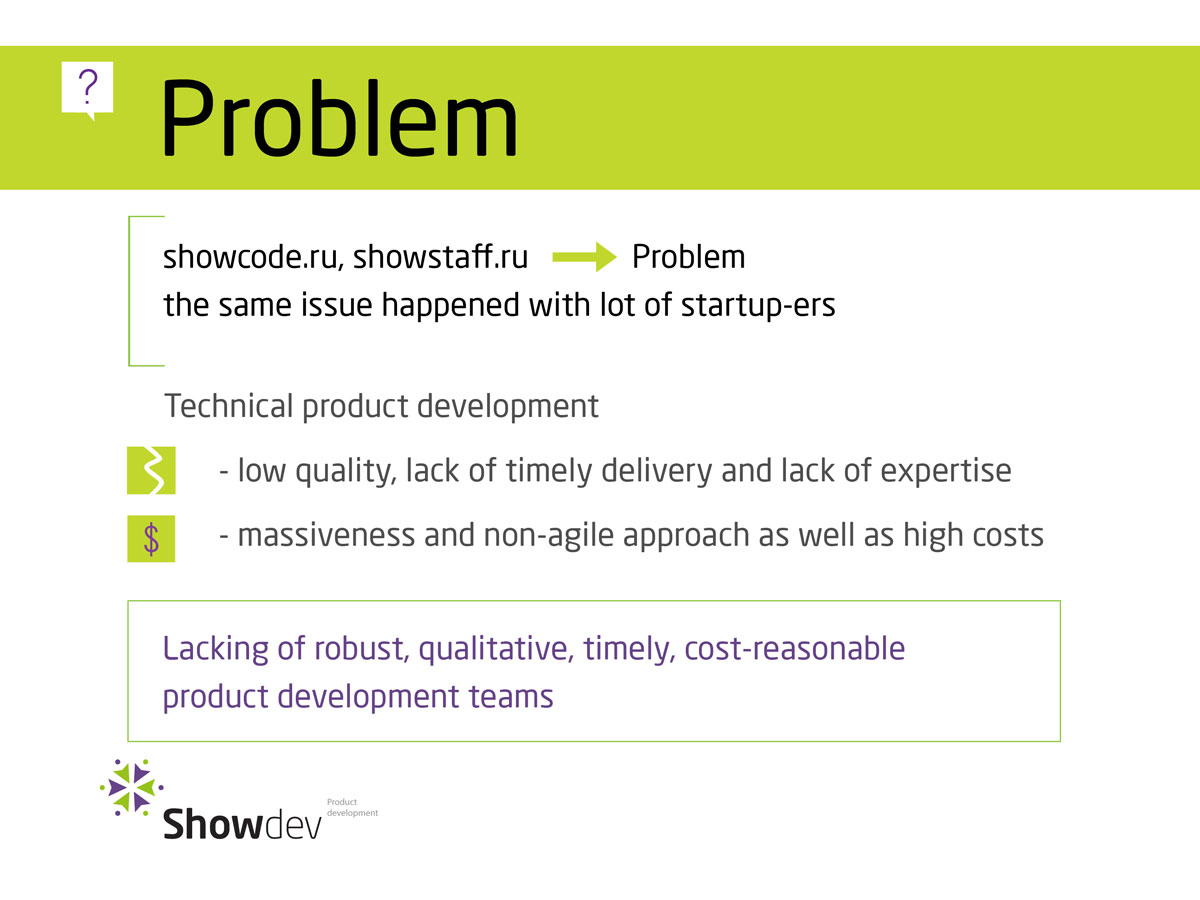 ?
Problem
showcode.ru, showstaff.ru Problem
the same issue happened with lot of startup-ers
Technical product development
- low quality, lack of timely delivery and lack of expertise
$
- massiveness and non-agile approach as well as high costs
Lacking of robust, qualitative, timely, cost-reasonable
product development teams
Showdev
Product
development